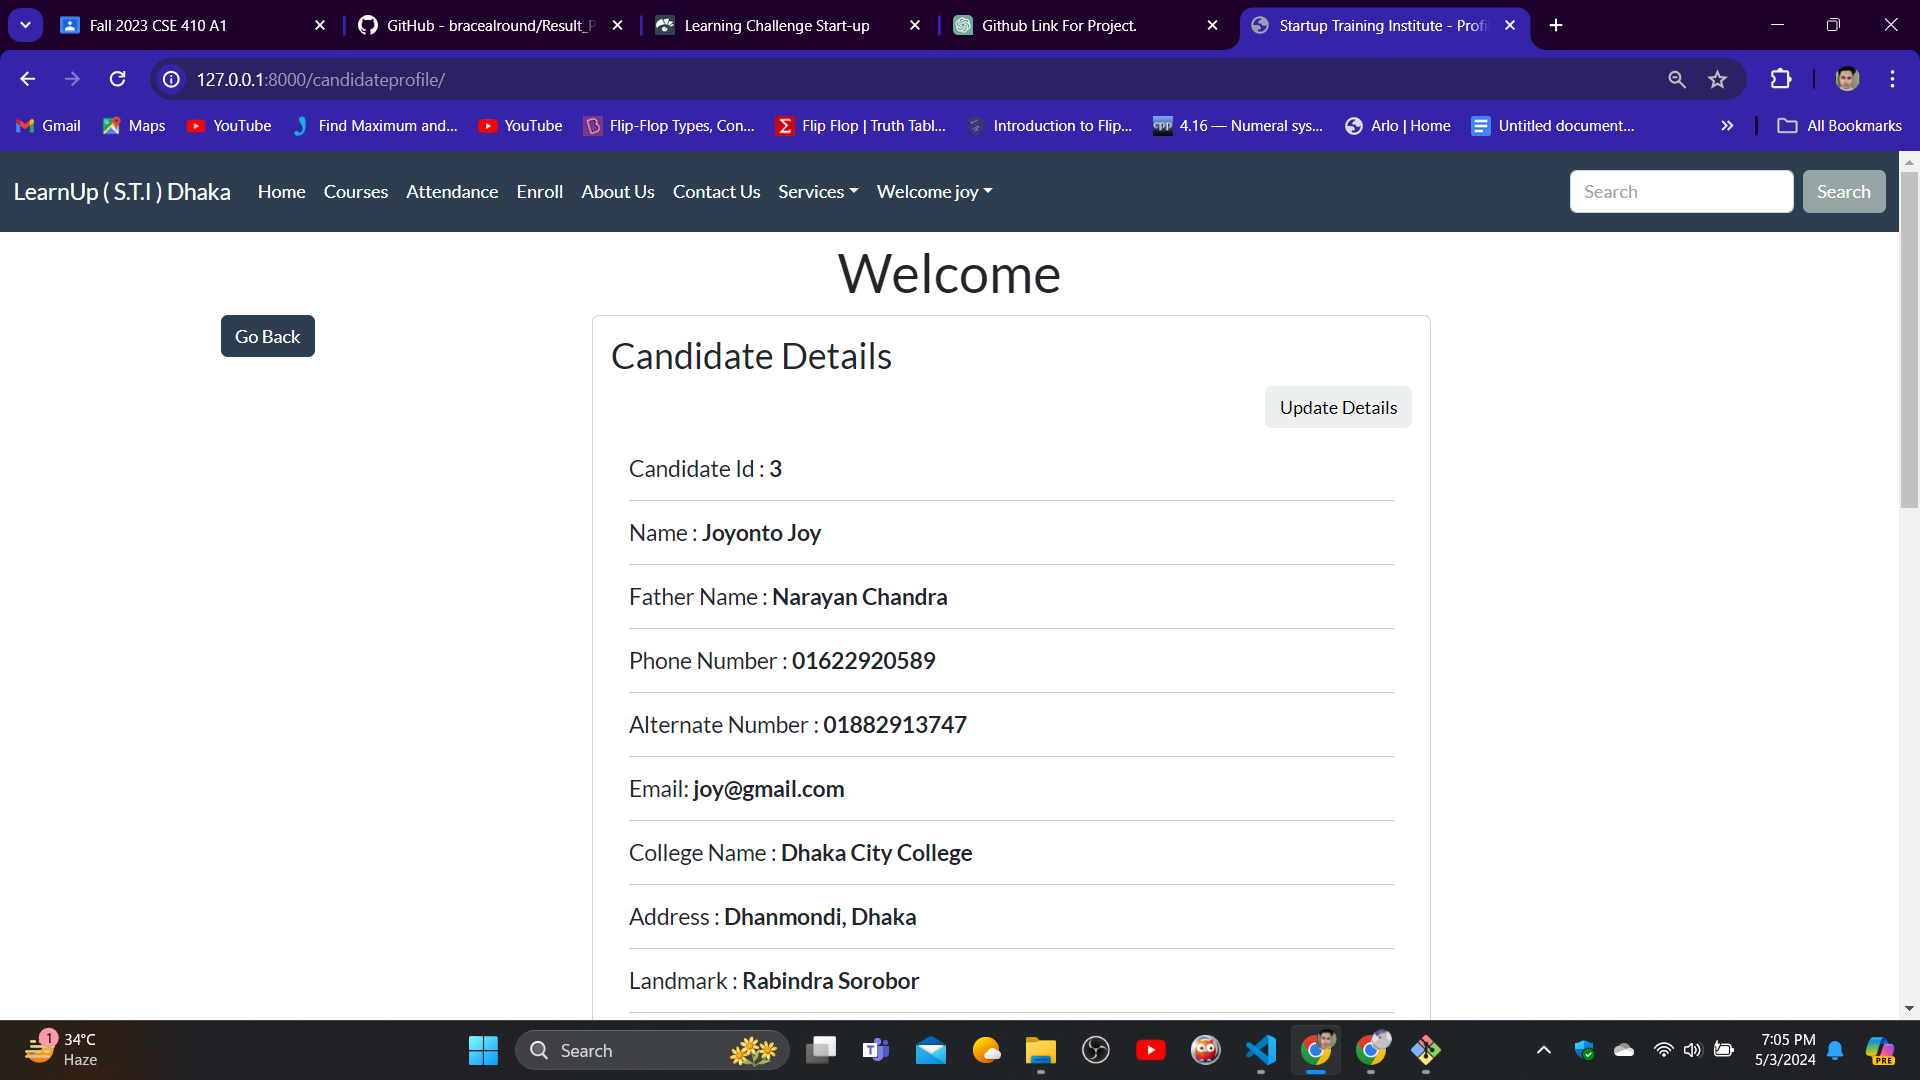 Fall 2023 CSE 410 A1
GitHub - bracealround/Result_P
Learning Challenge Start-up
Github Link For Project.
Startup Training Institute - Profi
127.0.0.1:8000/candidateprofile/
Gmail
Maps
YouTube
Find Maximum and...
YouTube
Flip-Flop Types, Con...
Flip Flop | Truth Tabl...
Introduction to Flip...
4.16 — Numeral sys...
Arlo | Home
Untitled document...
All Bookmarks
LearnUp ( S.T.I ) Dhaka
Home
Courses
Attendance
Enroll
About Us
Contact Us
Services
Welcome joy
Search
Search
Welcome
Go Back
Candidate Details
Update Details
Candidate Id : 3
Name : Joyonto Joy
Father Name : Narayan Chandra
Phone Number : 01622920589
Alternate Number : 01882913747
Email: joy@gmail.com
College Name : Dhaka City College
Address : Dhanmondi, Dhaka
Landmark : Rabindra Sorobor
1
34°C
Haze
Search
7:05 PM
5/3/2024
PRE